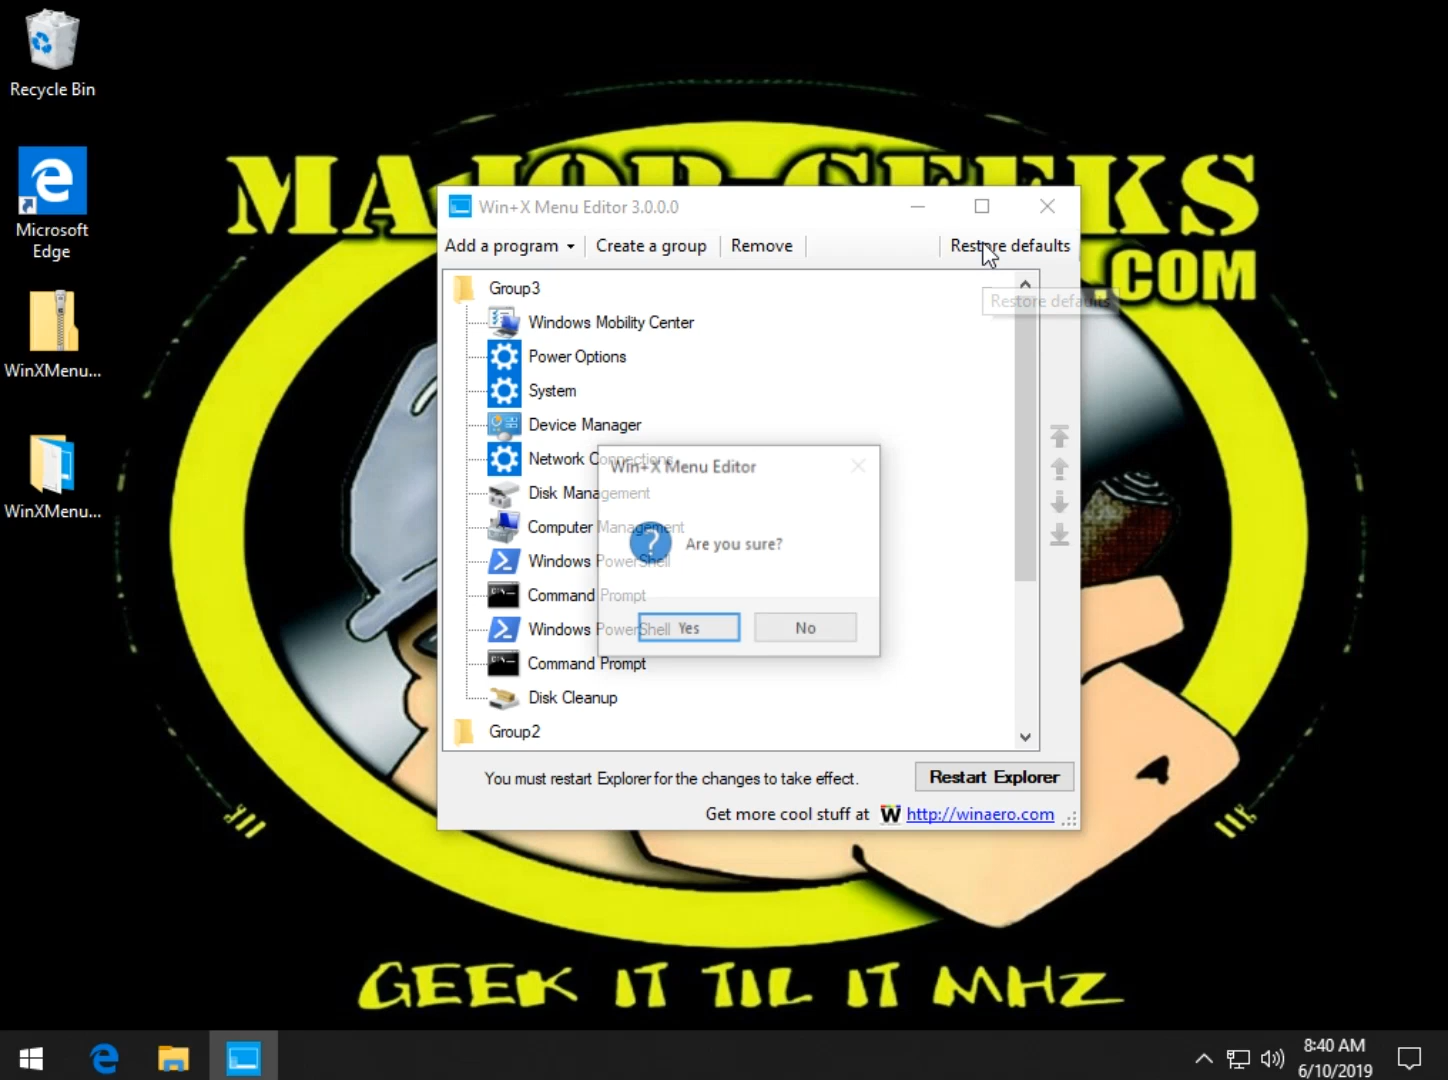 Recycle Bin
Microsoft
Edge
WinXMenu...
WinXMenu...
MAJOR GEEKS
.COM
Win+X Menu Editor 3.0.0.0
Add a program
Create a group
Remove
Restore defaults
Restore defaults
Group3
Windows Mobility Center
Power Options
System
Device Manager
Network Connections
Disk Management
Computer Management
Windows PowerShell
Command Prompt
Windows PowerShell
Command Prompt
Disk Cleanup
Group2
Win+X Menu Editor
Are you sure?
Yes
No
You must restart Explorer for the changes to take effect.
Restart Explorer
Get more cool stuff at
W http://winaero.com
GEEK IT TIL IT MHZ
8:40 AM
6/10/2019